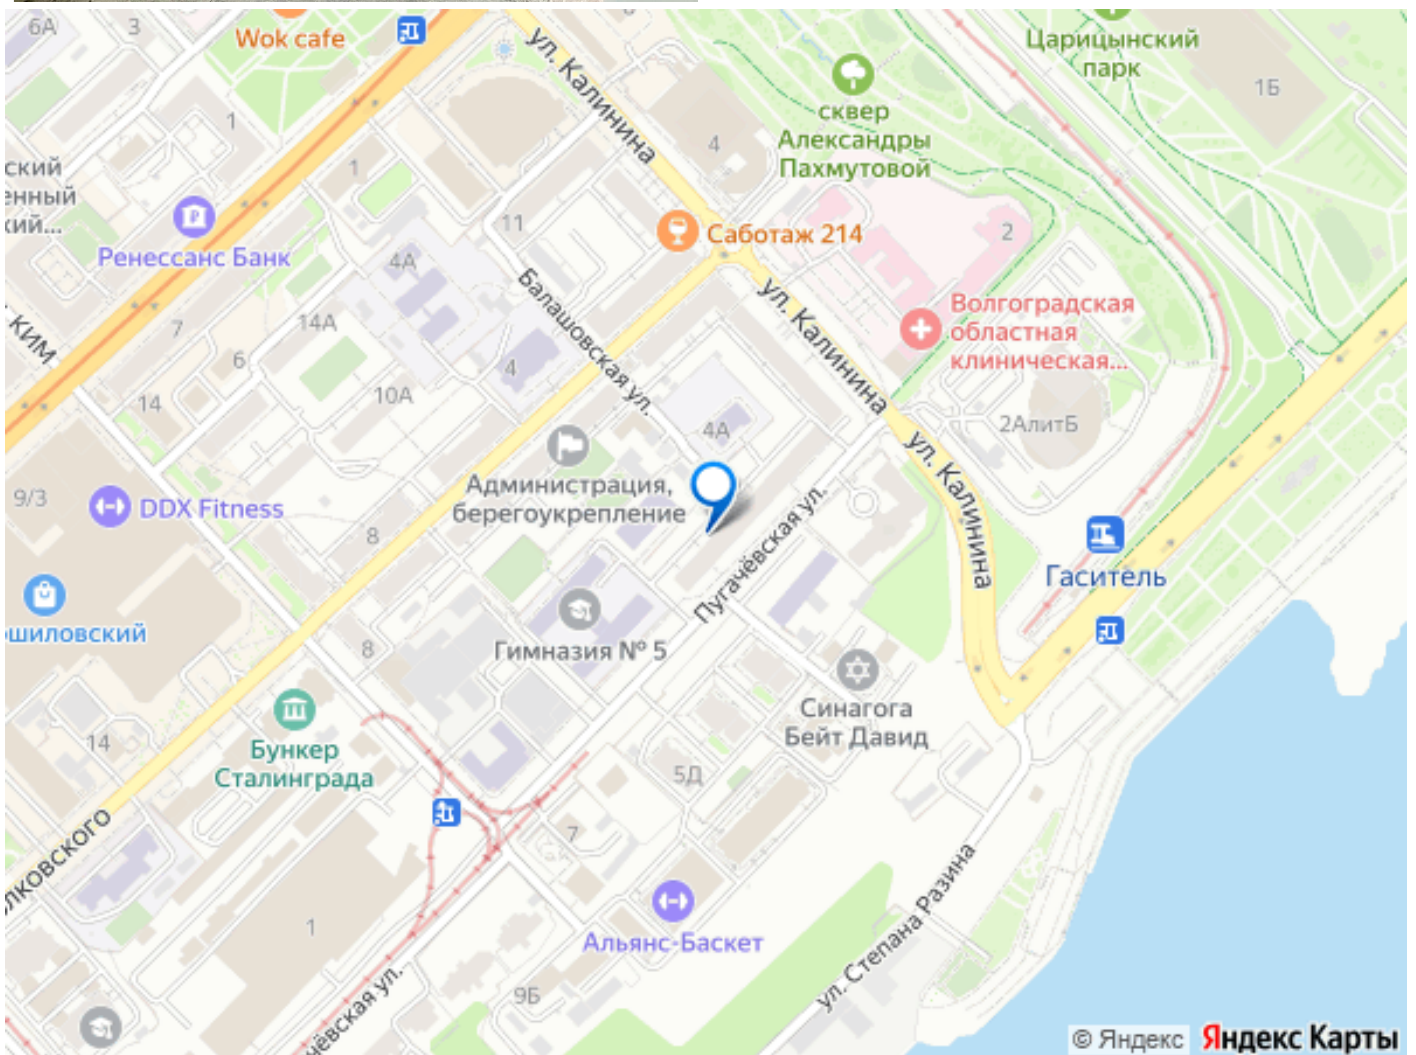 6А
3
Wok cafe
ул. Калинина
Царицынский
парк
1Б
сквер
Александры
Пахмутовой
4
1
1
ский
енный
кий...
Ренессанс Банк
11
4А
Саботаж 214
2
Балашовская ул.
ул. Калинина
Волгоградская
областная
клиническая...
КИМ
7
14А
6
4
14
10А
4А
2АлитБ
ул. Калинина
Администрация,
берегоукрепление
9/3
DDX Fitness
8
Пугачёвская ул.
Гаситель
ошиловский
Гимназия № 5
8
Синагога
Бейт Давид
14
Бункер
Сталинграда
5Д
7
лковского
1
Альянс-Баскет
ул. Степана Разина
9Б
чёвская ул.
© Яндекс Яндекс Карты